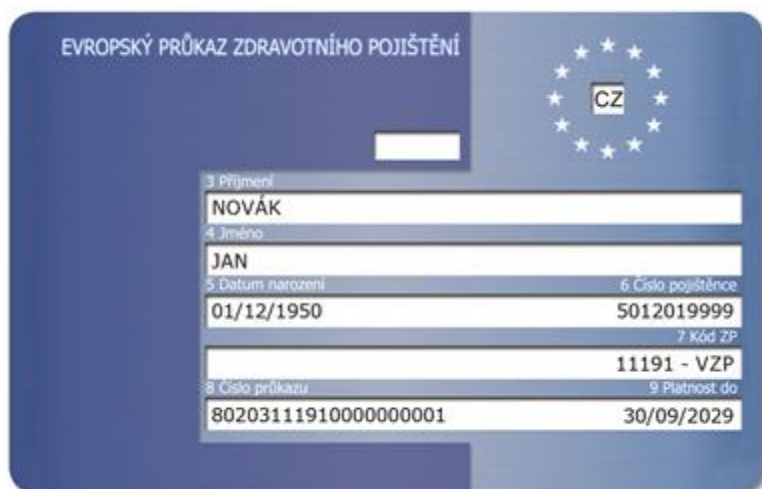 EVROPSKÝ PRŮKAZ ZDRAVOTNÍHO POJIŠTĚNÍ
CZ
3 Příjmení
NOVÁK
4 Jméno
JAN
5 Datum narození 6 Číslo pojištěnce
01/12/1950 5012019999
7 Kód ZP
11191 - VZP
8 Číslo průkazu 9 Platnost do
80203111910000000001 30/09/2029